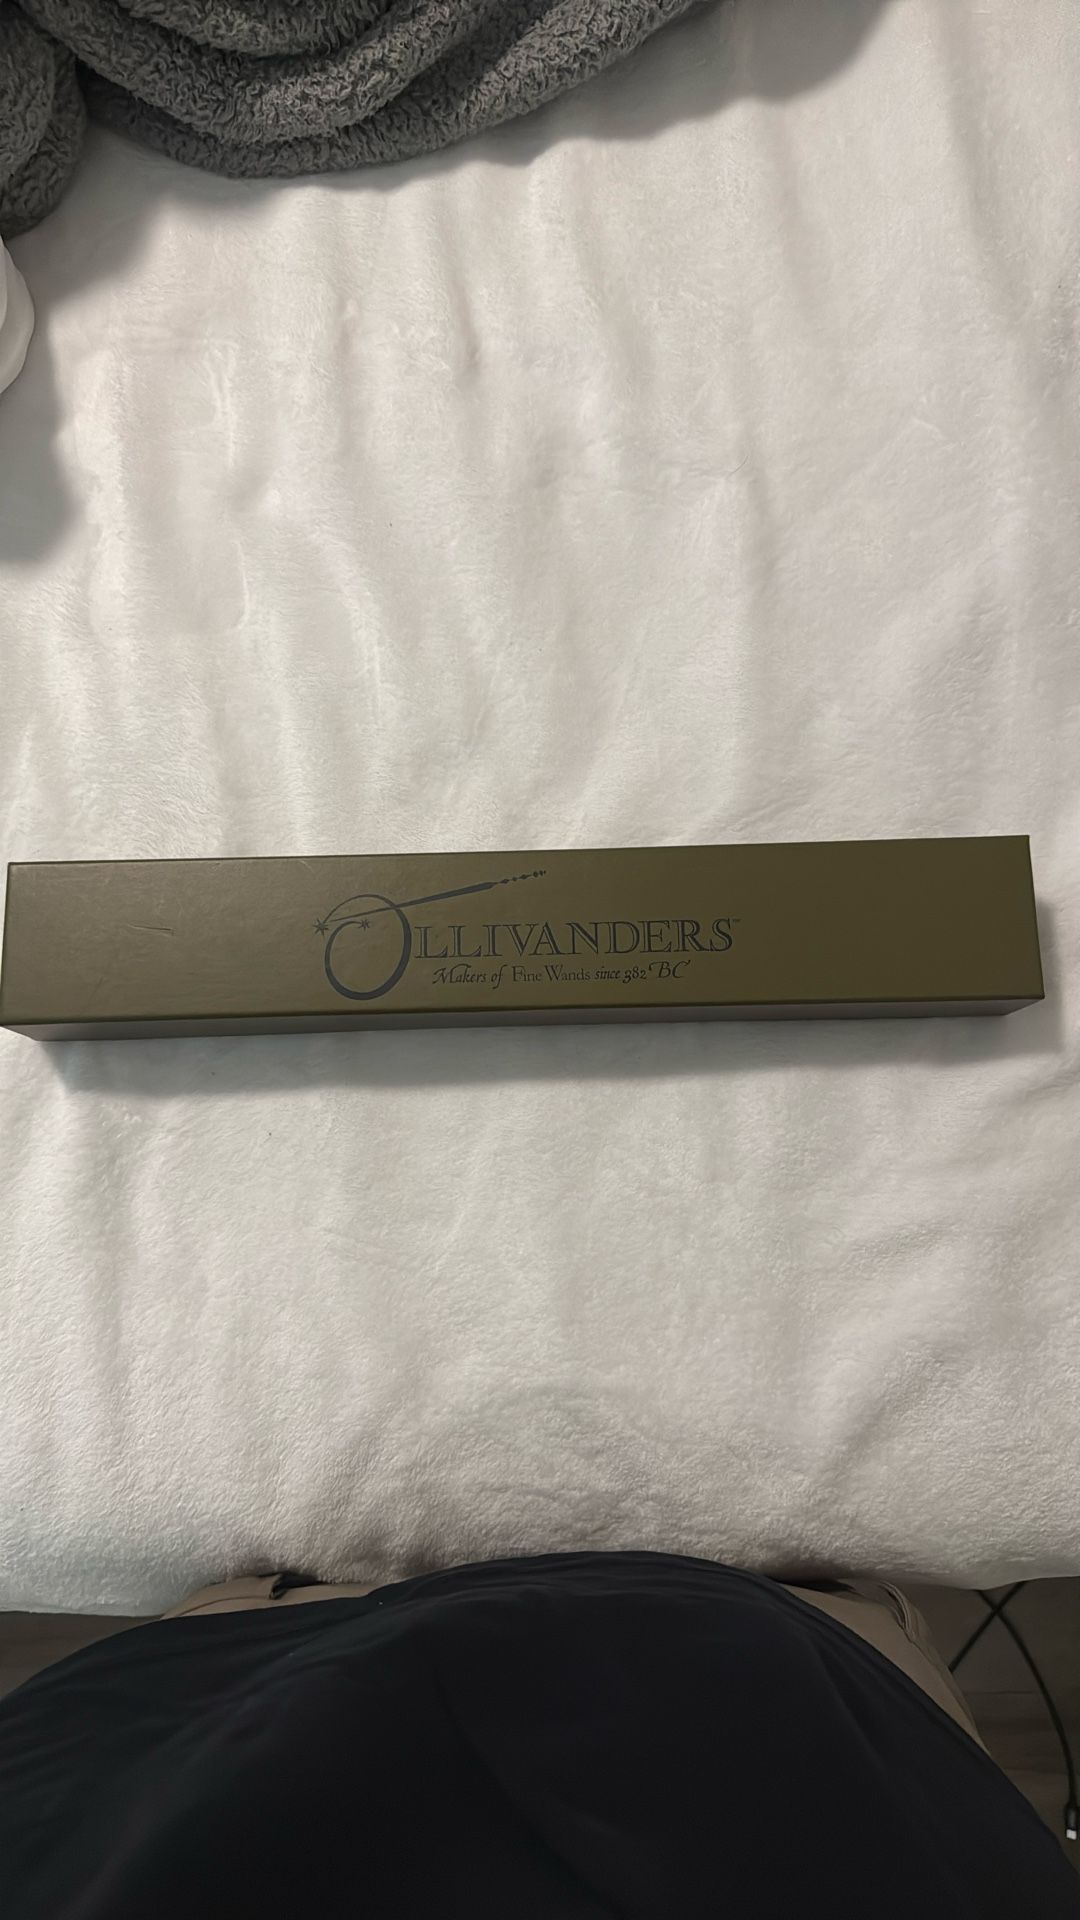 OLLIVANDERS™
Makers of Fine Wands since 382 BC